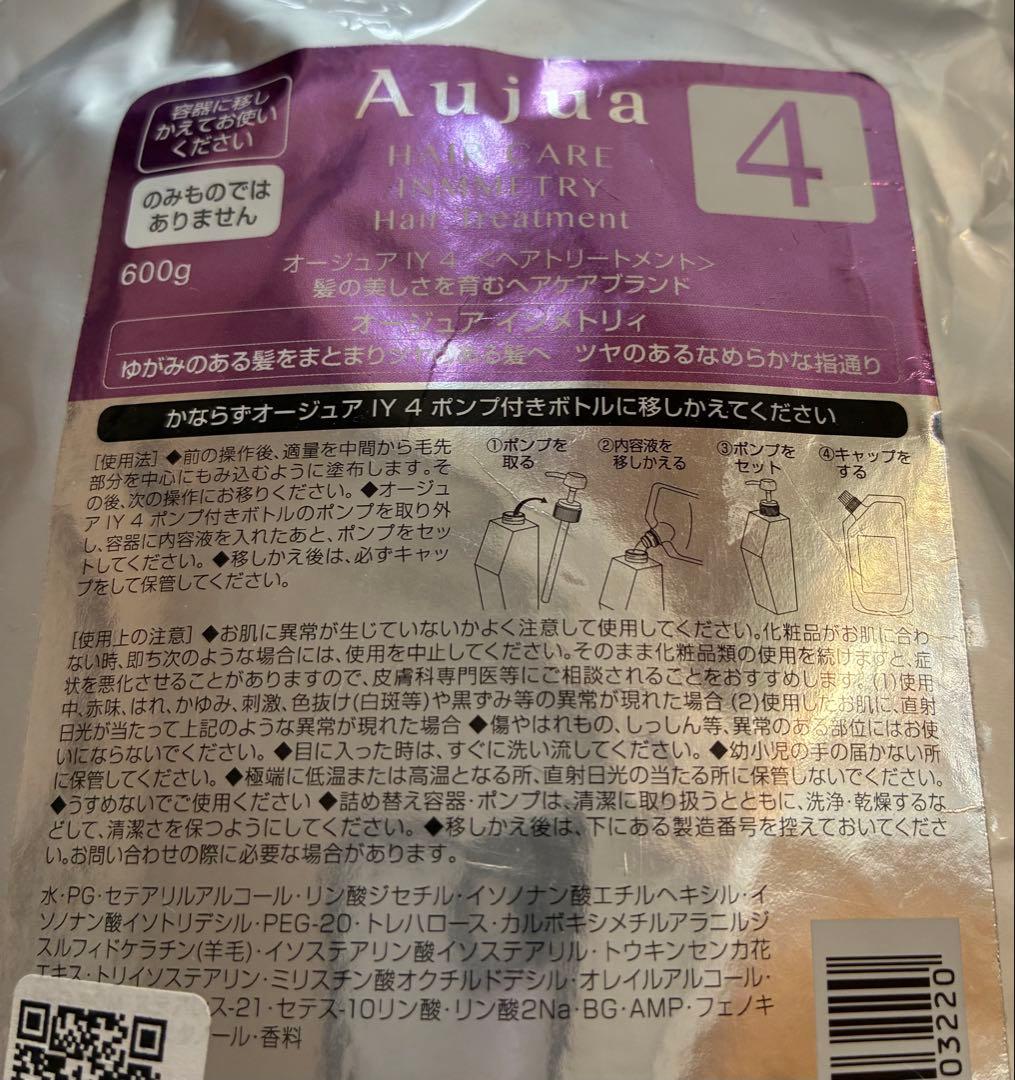 容器に移し
かえてお使い
ください
のみものでは
ありません
600g
Aujua
HAIR CARE
INMMETRY
Hair Treatment
4
オージュア IY 4 <ヘアトリートメント>
髪の美しさを育むヘアケアブランド
オージュア インメトリィ
ゆがみのある髪をまとまりツヤのある髪へ ツヤのあるなめらかな指通り
かならずオージュア IY 4 ポンプ付きボトルに移しかえてください
[使用法] ◆前の操作後、適量を中間から毛先
部分を中心にもみ込むように塗布します。そ
の後、次の操作にお移りください。 ◆オージュ
ア IY 4 ポンプ付きボトルのポンプを取り外
し、容器に内容液を入れたあと、ポンプをセッ
トしてください。 ◆移しかえ後は、必ずキャッ
プをして保管してください。
①ポンプを
取る
②内容液を
移しかえる
③ポンプを
セット
④キャップを
する
[使用上の注意] ◆お肌に異常が生じていないかよく注意して使用してください。化粧品がお肌に合わ
ない時、即ち次のような場合には、使用を中止してください。そのまま化粧品類の使用を続けますと、症
状を悪化させることがありますので、皮膚科専門医等にご相談されることをおすすめします。(1)使用
中、赤味、はれ、かゆみ、刺激、色抜け(白斑等)や黒ずみ等の異常が現れた場合 (2)使用したお肌に、直射
日光が当たって上記のような異常が現れた場合 ◆傷やはれもの、しっしん等、異常のある部位にはお使
いにならないでください。 ◆目に入った時は、すぐに洗い流してください。 ◆幼小児の手の届かない所
に保管してください。 ◆極端に低温または高温となる所、直射日光の当たる所に保管しないでください。
◆うすめないでご使用ください ◆詰め替え容器・ポンプは、清潔に取り扱うとともに、洗浄・乾燥するな
どして、清潔さを保つようにしてください。 ◆移しかえ後は、下にある製造番号を控えておいてくださ
い。お問い合わせの際に必要な場合があります。
水・PG・セテアリルアルコール・リン酸ジセチル・イソノナン酸エチルヘキシル・イ
ソノナン酸イソトリデシル・PEG-20・トレハロース・カルボキシメチルアラニルジ
スルフィドケラチン(羊毛)・イソステアリン酸イソステアリル・トウキンセンカ花
エキス・トリイソステアリン・ミリスチン酸オクチルドデシル・オレイルアルコール・
ス-21・セテス-10リン酸・リン酸2Na・BG・AMP・フェノキ
ール・香料
03220